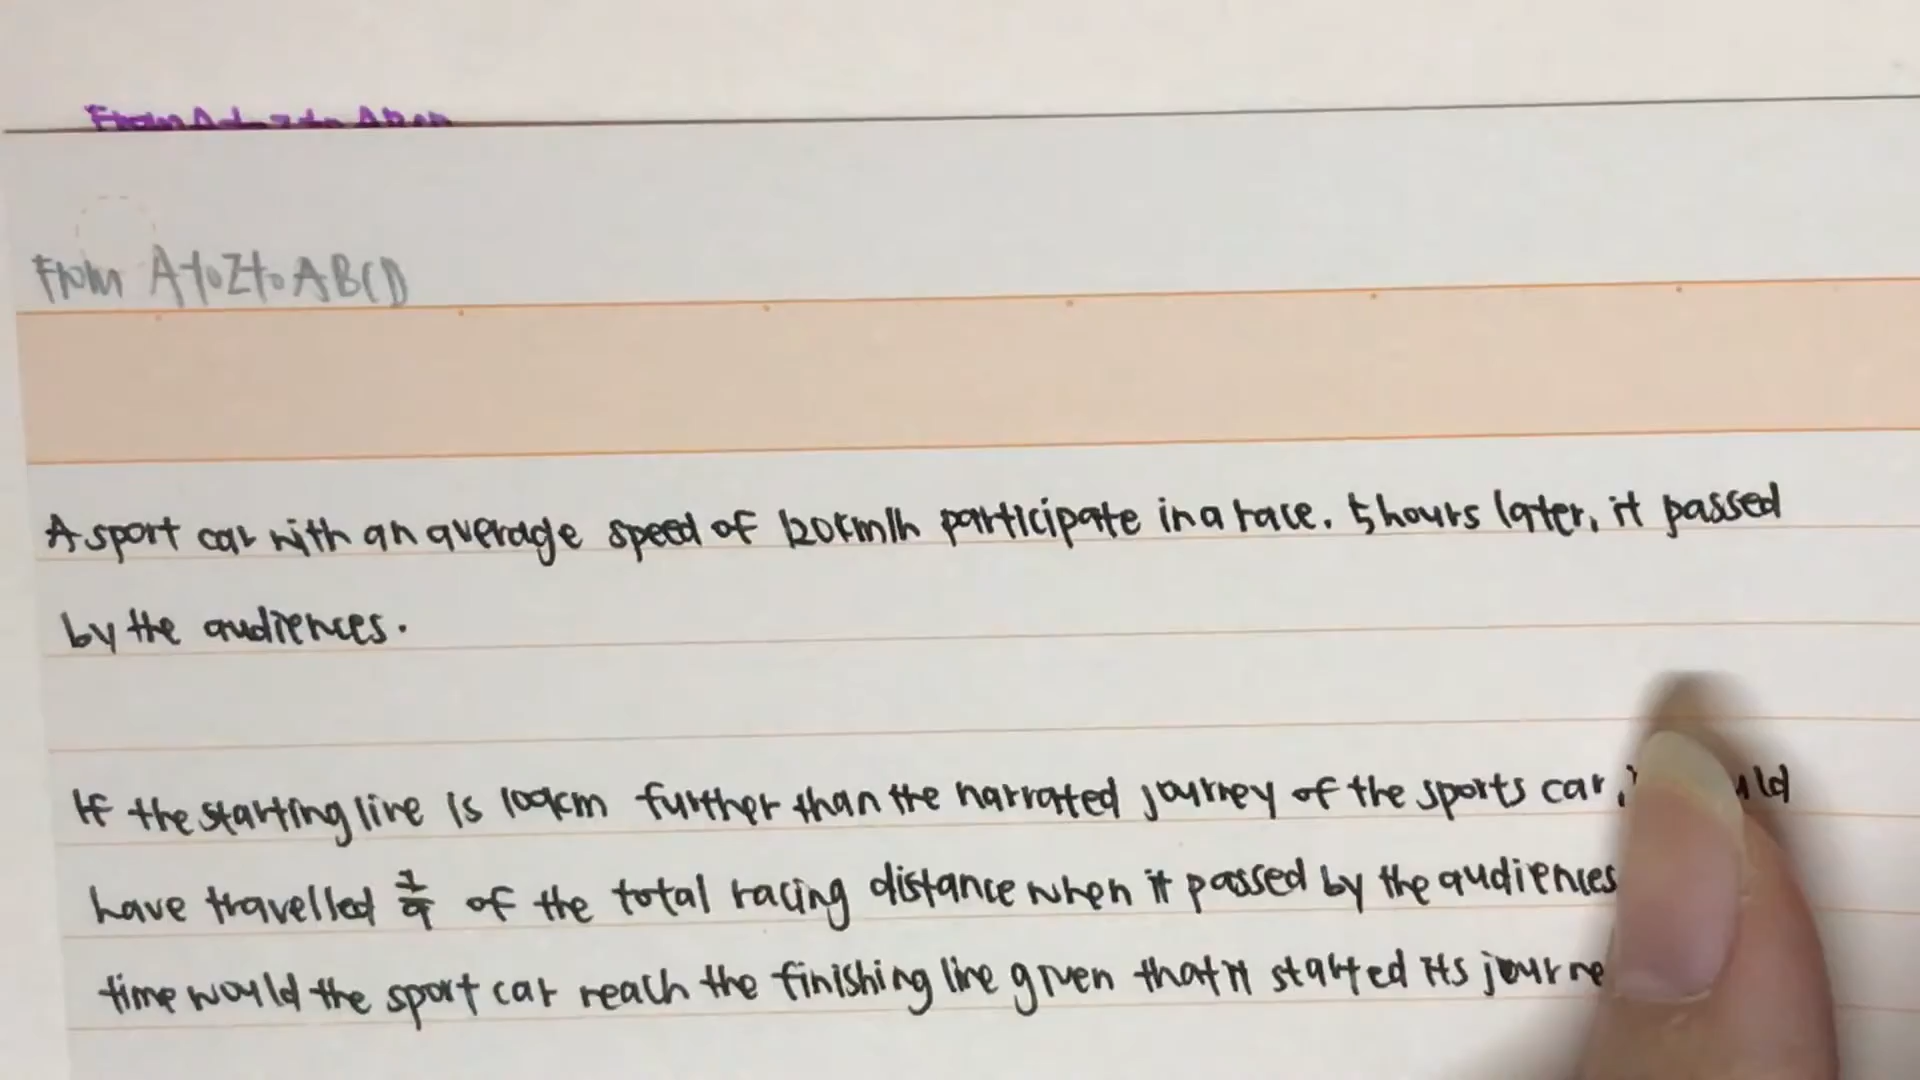 From A to Z to ABCD
A sport car with an average speed of 120km/h participate in a race. 5 hours later, it passed
by the audiences.
If the starting line is 100km further than the narrated journey of the sports car,
have travelled 7/9 of the total racing distance when it passed by the audiences
time would the sport car reach the finishing line given that it started its